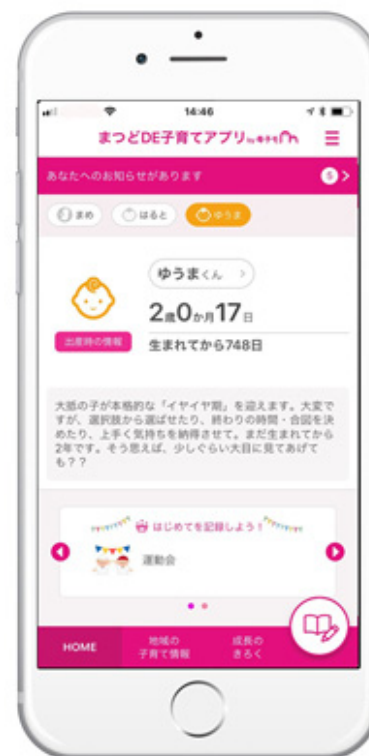 14:46
まつどDE子育てアプリ by 母子モ
あなたへのお知らせがあります 5
まめ はると ゆうま
ゆうまくん
2歳0か月17日
出産時の情報
生まれてから748日
大抵の子が本格的な「イヤイヤ期」を迎えます。大変で
すが、選択肢から選ばせたり、終わりの時間・合図を決
めたり、上手く気持ちを納得させて。まだ生まれてから
2年です。そう思えば、少しぐらい大目に見てあげて
も??
はじめてを記録しよう!
運動会
HOME
地域の
子育て情報
成長の
きろく